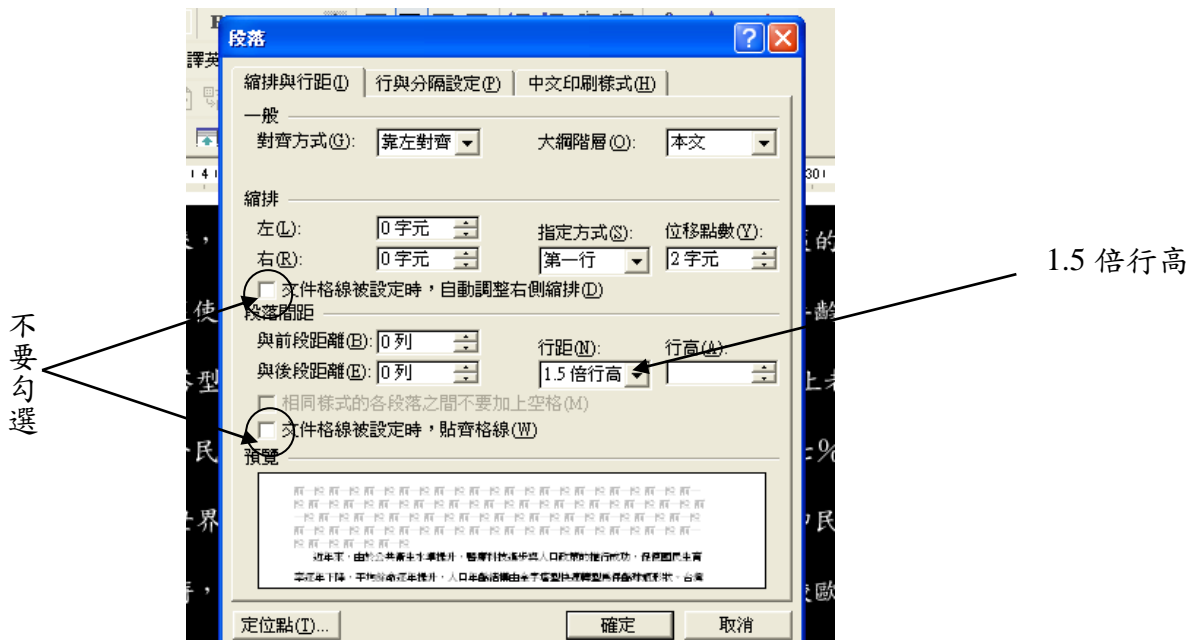 段落
縮排與行距(I) 行與分隔設定(P) 中文印刷樣式(H)
一般
對齊方式(G): 靠左對齊 大綱階層(O): 本文
縮排
左(L): 0 字元 指定方式(S): 位移點數(Y):
右(R): 0 字元 第一行 2 字元
文件格線被設定時,自動調整右側縮排(D)
段落間距
與前段距離(B): 0 列 行距(N): 行高(A):
與後段距離(E): 0 列 1.5 倍行高
相同樣式的各段落之間不要加上空格(M)
文件格線被設定時,貼齊格線(W)
預覽
定位點(T)... 確定 取消
不要勾選
1.5 倍行高